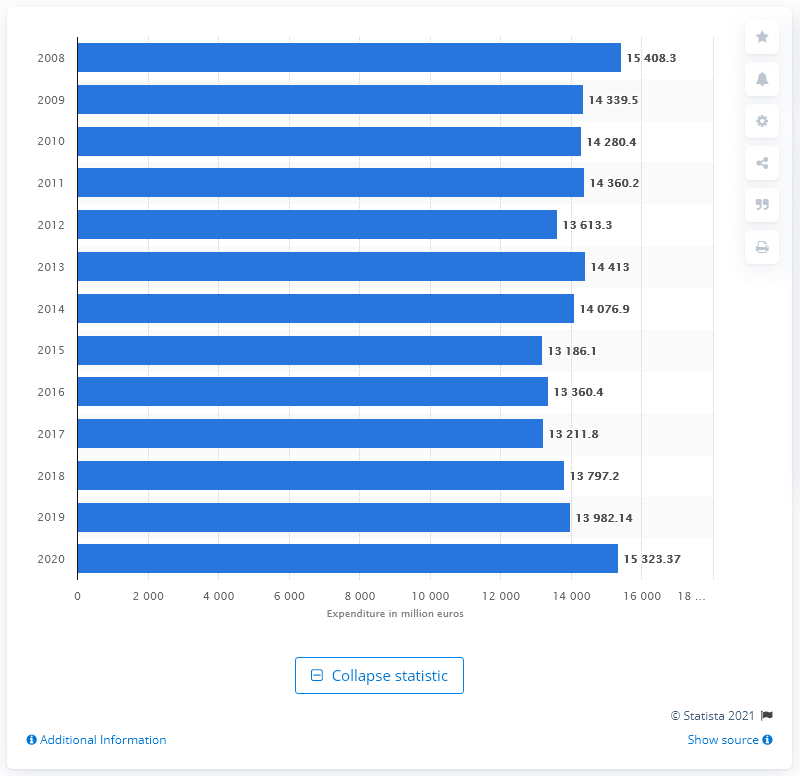 2008 15 408.3
2009 14 339.5
2010 14 280.4
2011 14 360.2
2012 13 613.3
2013 14 413
2014 14 076.9
2015 13 186.1
2016 13 360.4
2017 13 211.8
2018 13 797.2
2019 13 982.14
2020 15 323.37
0 2 000 4 000 6 000 8 000 10 000 12 000 14 000 16 000 18 ...
Expenditure in million euros
Collapse statistic
© Statista 2021
Additional Information Show source